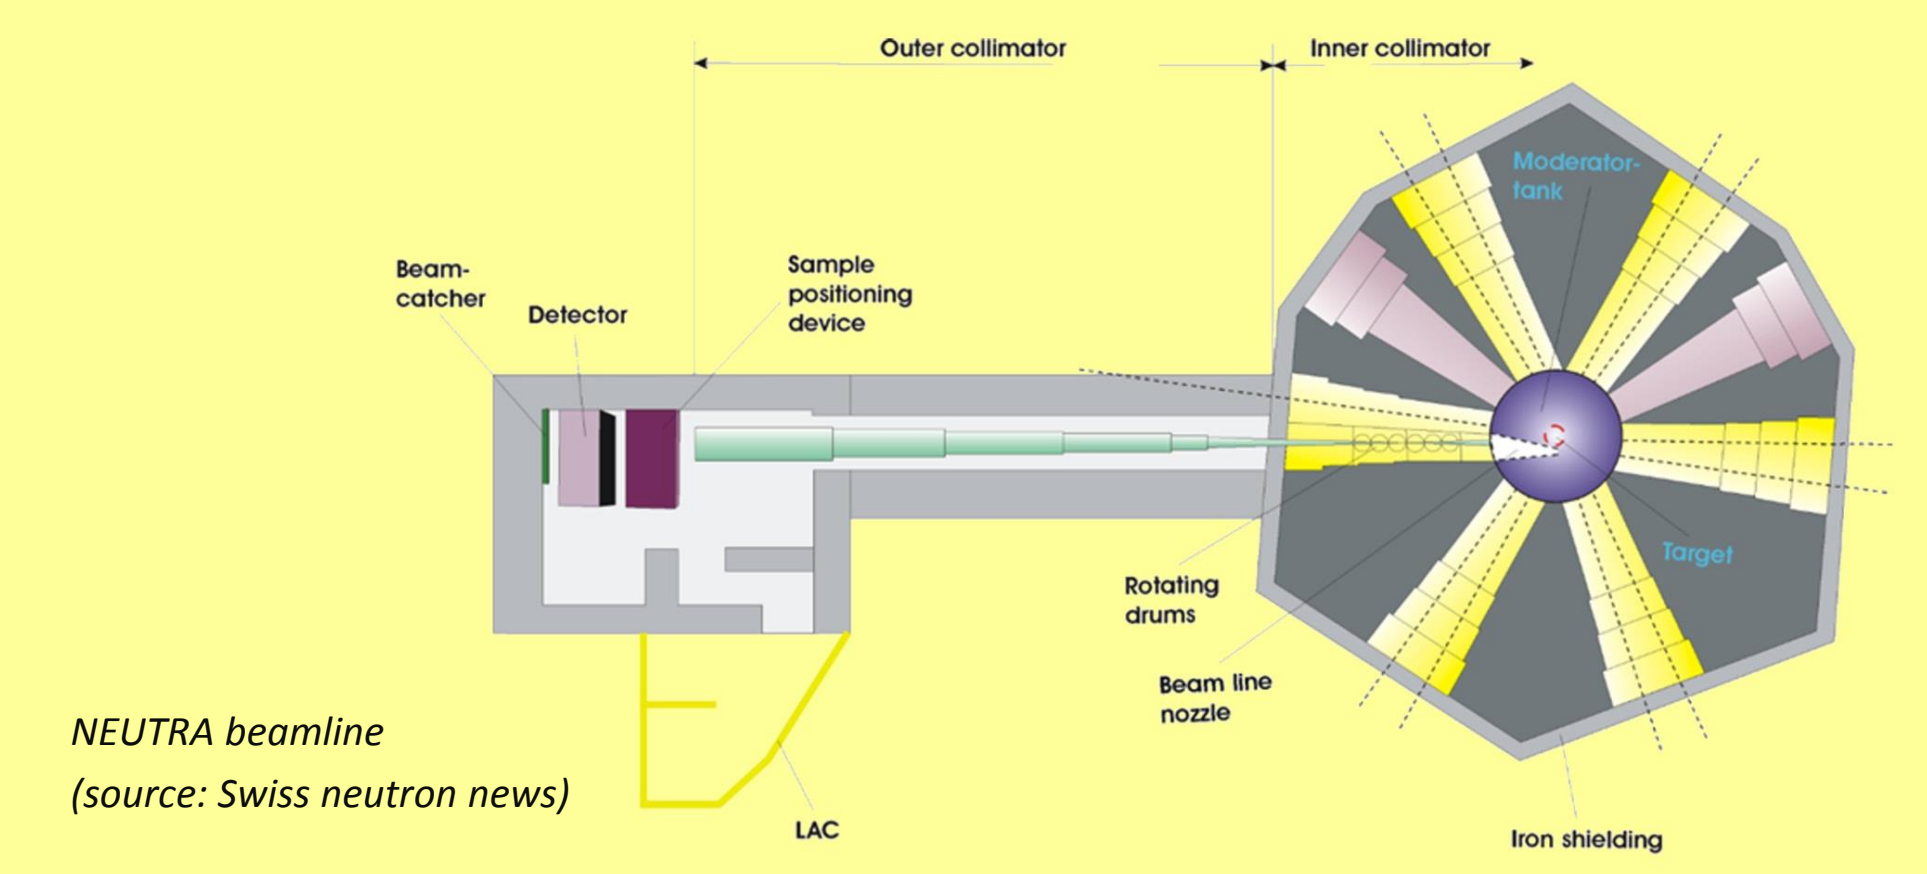 Outer collimator
Inner collimator
Moderator-
tank
Beam-
catcher
Detector
Sample
positioning
device
Target
Rotating
drums
Beam line
nozzle
NEUTRA beamline
(source: Swiss neutron news)
LAC
Iron shielding